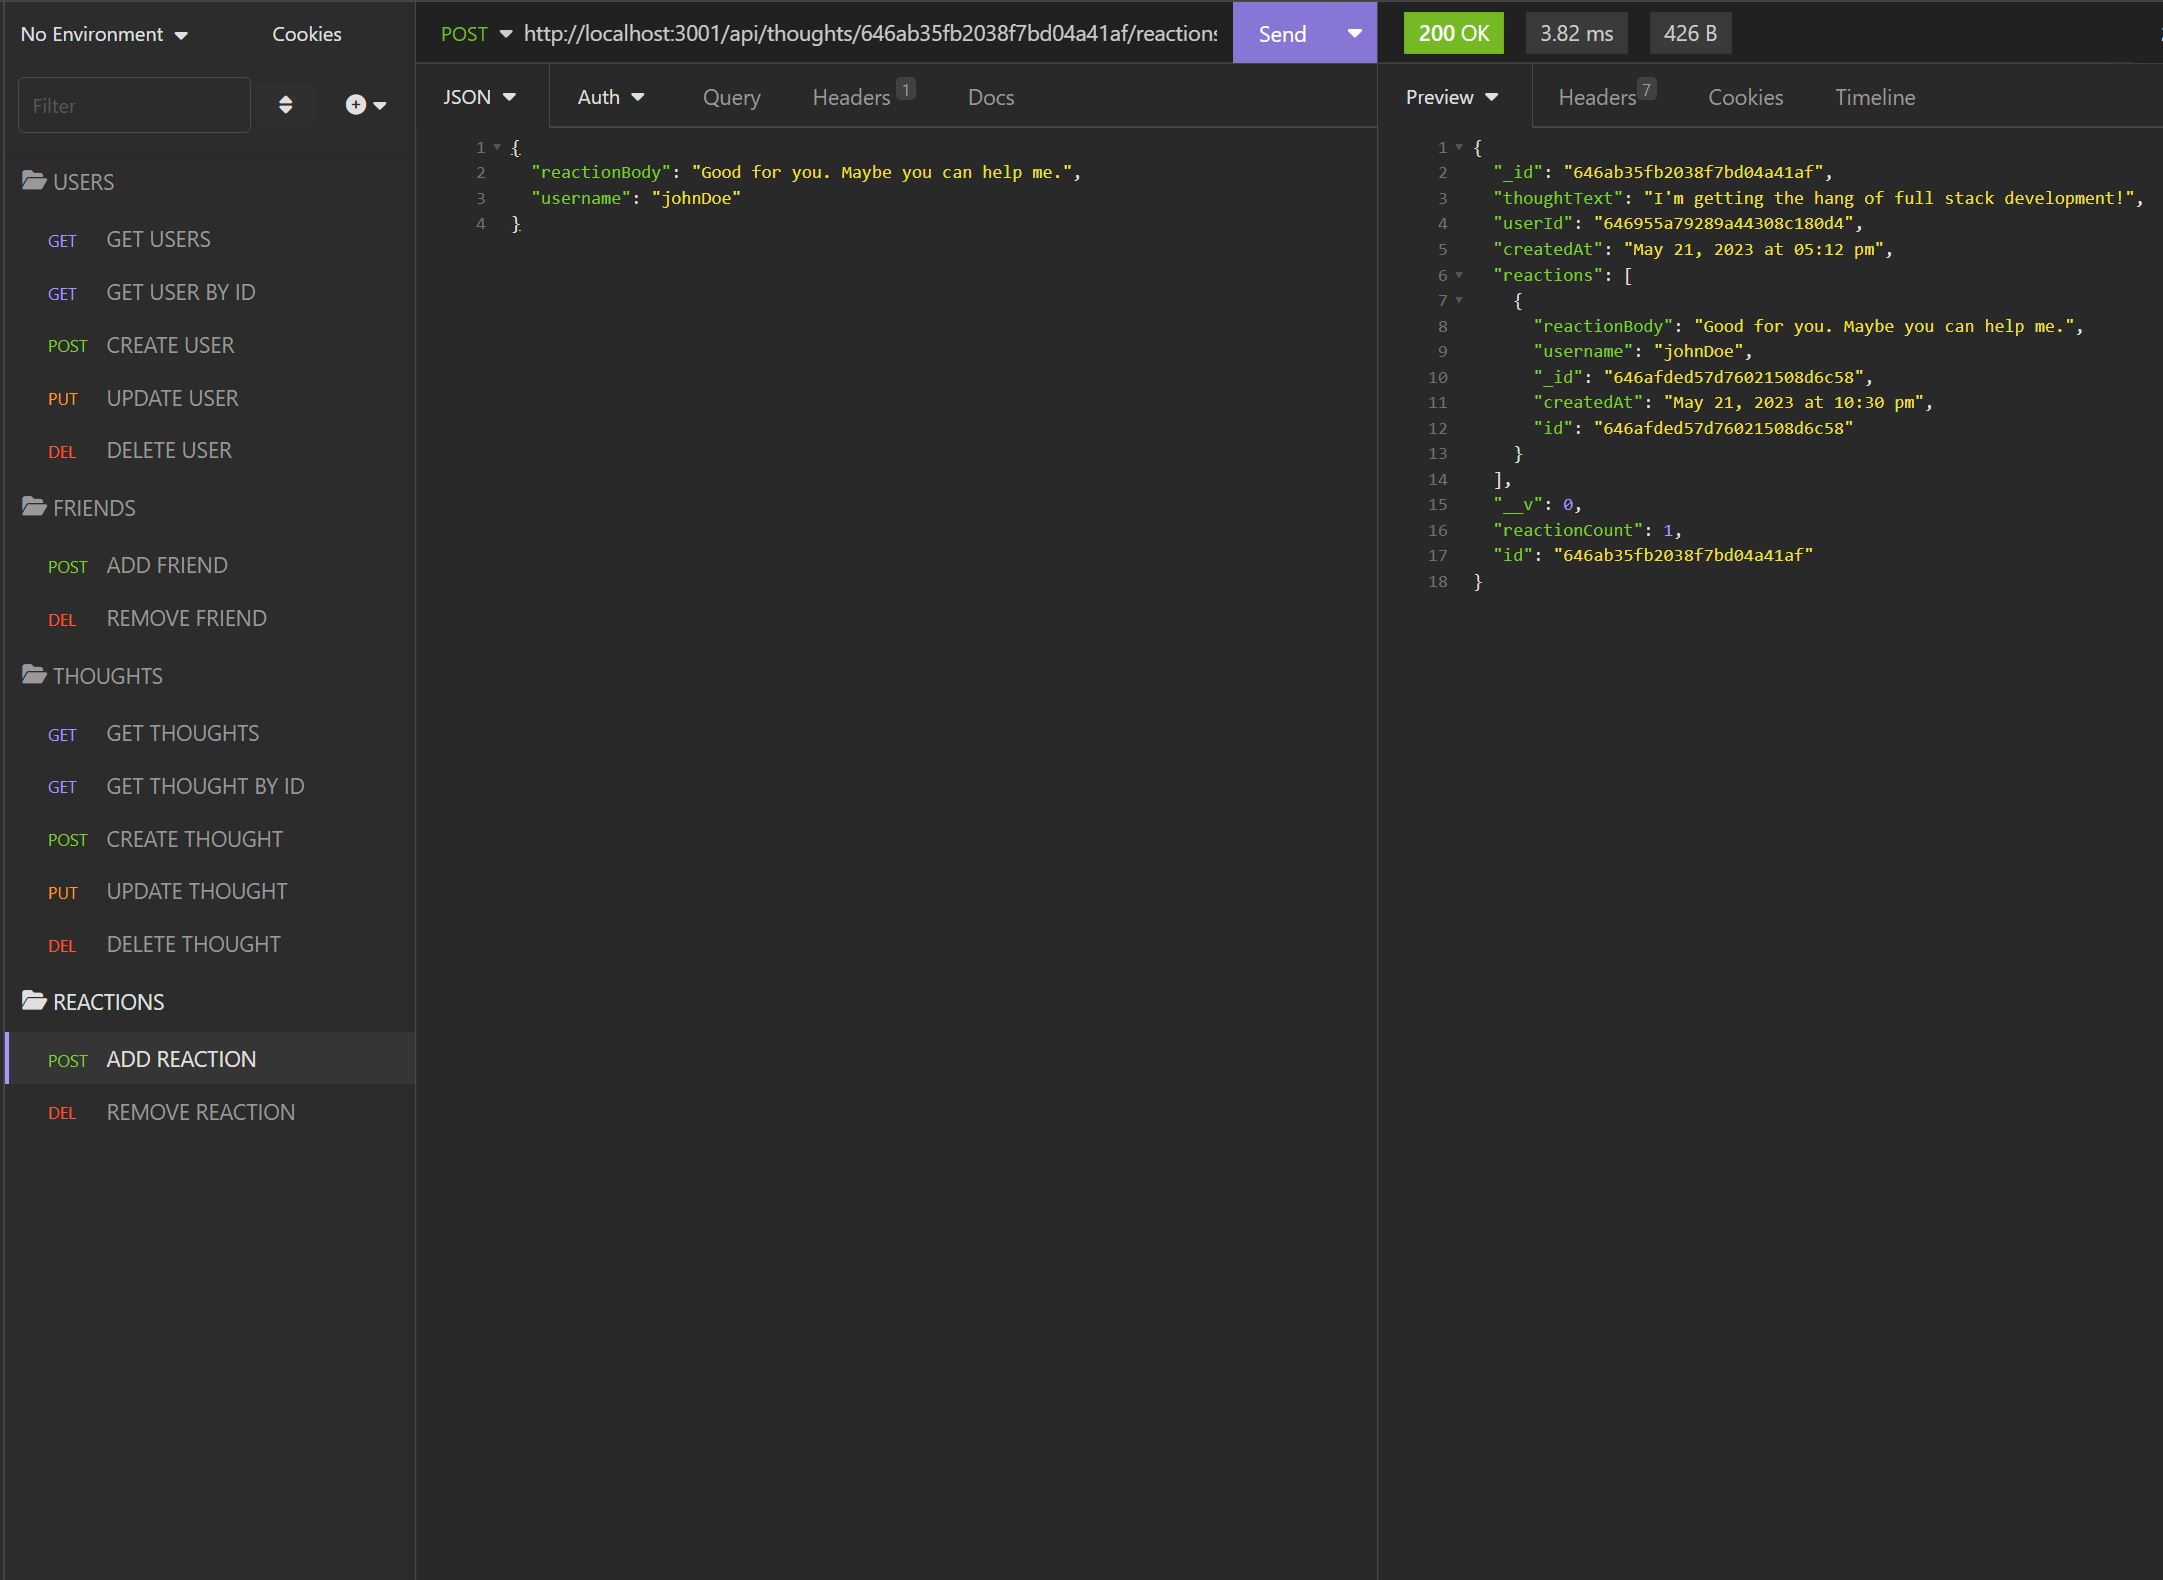 No Environment
Cookies
Filter
USERS
GET GET USERS
GET GET USER BY ID
POST CREATE USER
PUT UPDATE USER
DEL DELETE USER
FRIENDS
POST ADD FRIEND
DEL REMOVE FRIEND
THOUGHTS
GET GET THOUGHTS
GET GET THOUGHT BY ID
POST CREATE THOUGHT
PUT UPDATE THOUGHT
DEL DELETE THOUGHT
REACTIONS
POST ADD REACTION
DEL REMOVE REACTION
POST http://localhost:3001/api/thoughts/646ab35fb2038f7bd04a41af/reactions Send
JSON Auth Query Headers 1 Docs
1 {
2 "reactionBody": "Good for you. Maybe you can help me.",
3 "username": "johnDoe"
4 }
200 OK 3.82 ms 426 B
Preview Headers 7 Cookies Timeline
1 {
2 "_id": "646ab35fb2038f7bd04a41af",
3 "thoughtText": "I'm getting the hang of full stack development!",
4 "userId": "646955a79289a44308c180d4",
5 "createdAt": "May 21, 2023 at 05:12 pm",
6 "reactions": [
7 {
8 "reactionBody": "Good for you. Maybe you can help me.",
9 "username": "johnDoe",
10 "_id": "646afded57d76021508d6c58",
11 "createdAt": "May 21, 2023 at 10:30 pm",
12 "id": "646afded57d76021508d6c58"
13 }
14 ],
15 "__v": 0,
16 "reactionCount": 1,
17 "id": "646ab35fb2038f7bd04a41af"
18 }